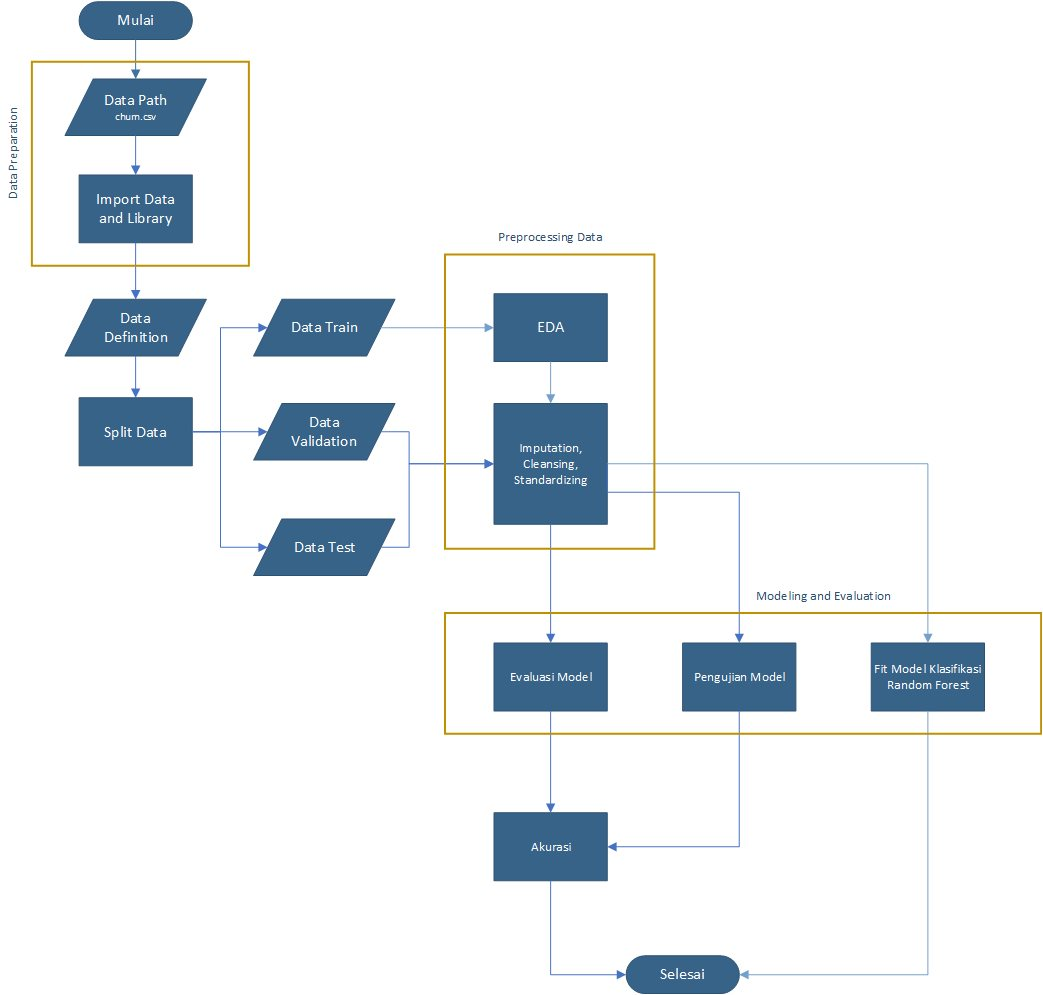 Mulai
Data Preparation
Data Path
churn.csv
Import Data
and Library
Data
Definition
Split Data
Data Train
Data
Validation
Data Test
Preprocessing Data
EDA
Imputation,
Cleansing,
Standardizing
Modeling and Evaluation
Evaluasi Model
Pengujian Model
Fit Model Klasifikasi
Random Forest
Akurasi
Selesai